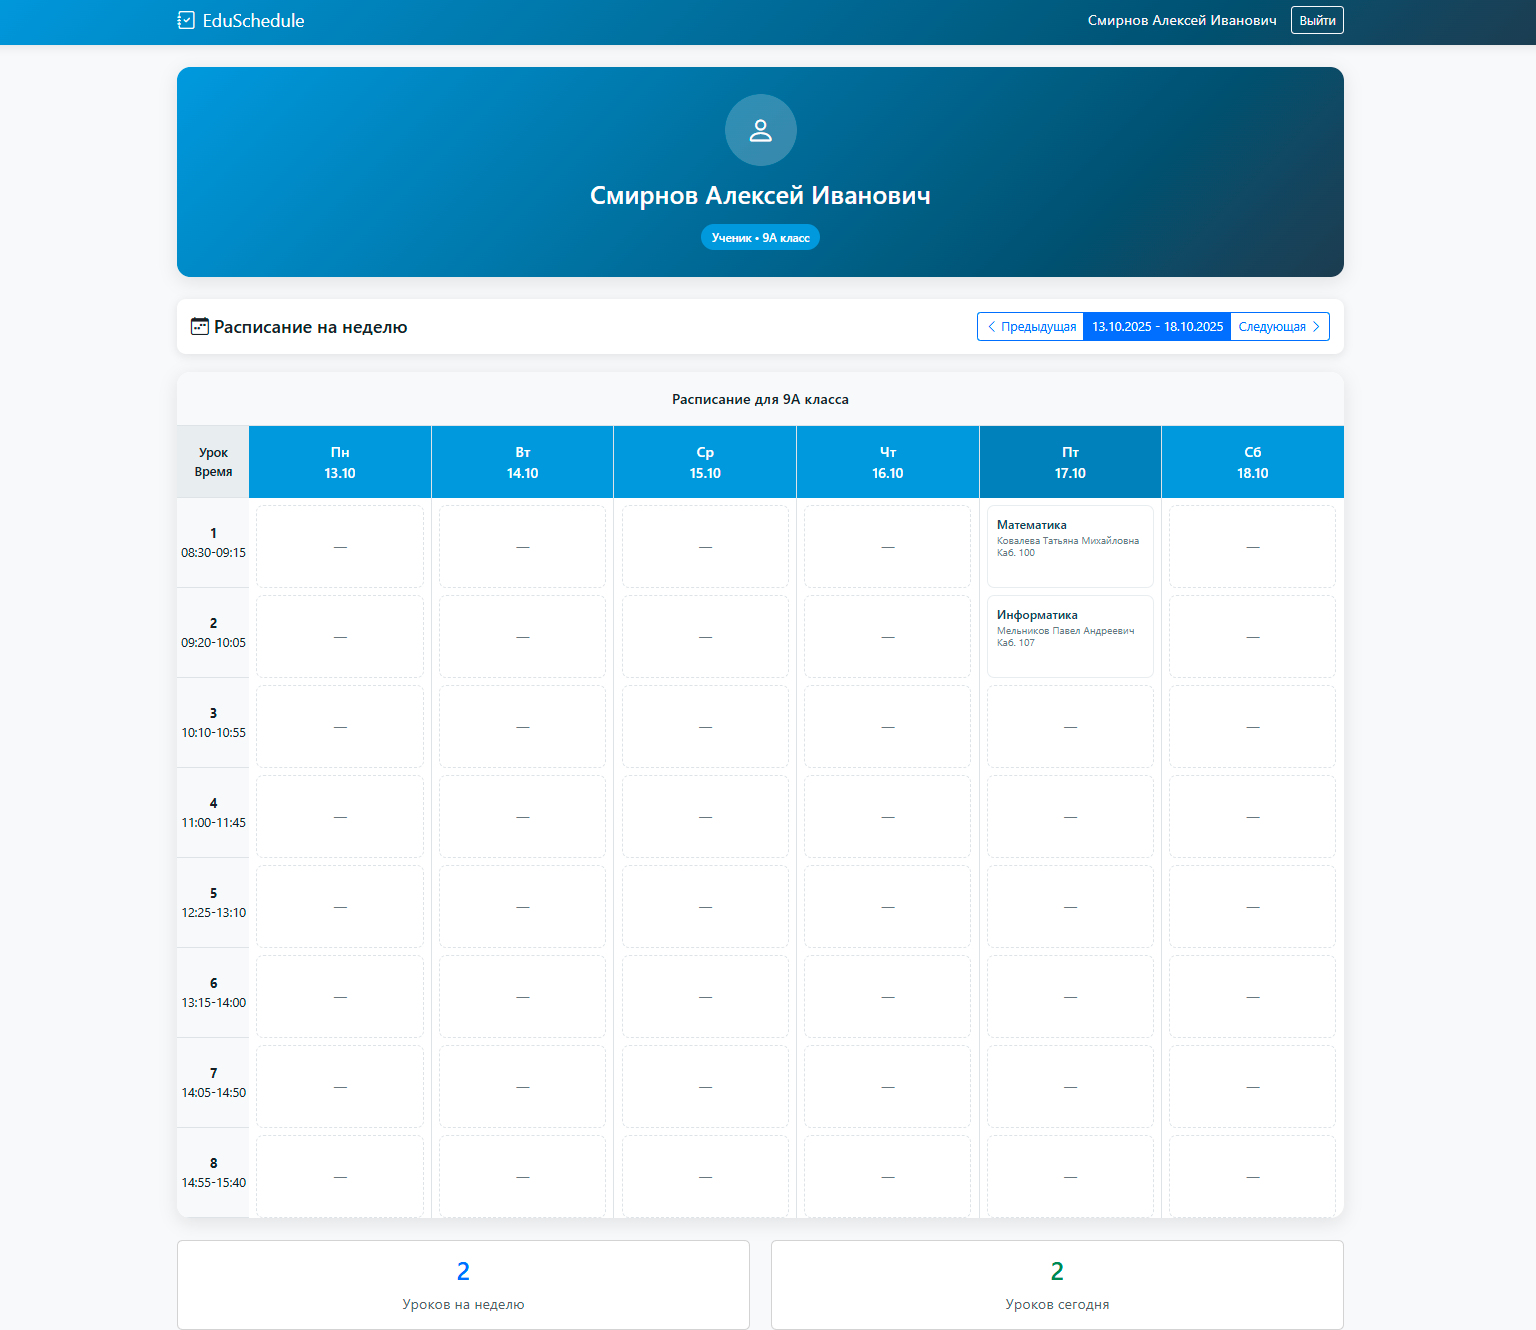 EduSchedule
Смирнов Алексей Иванович
Выйти
Смирнов Алексей Иванович
Ученик • 9А класс
Расписание на неделю
Предыдущая
13.10.2025 - 18.10.2025
Следующая
Расписание для 9А класса
Урок
Время
Пн
13.10
Вт
14.10
Ср
15.10
Чт
16.10
Пт
17.10
Сб
18.10
1
08:30-09:15
—
—
—
—
Математика
Ковалева Татьяна Михайловна
Каб. 100
—
2
09:20-10:05
—
—
—
—
Информатика
Мельников Павел Андреевич
Каб. 107
—
3
10:10-10:55
—
—
—
—
—
—
4
11:00-11:45
—
—
—
—
—
—
5
12:25-13:10
—
—
—
—
—
—
6
13:15-14:00
—
—
—
—
—
—
7
14:05-14:50
—
—
—
—
—
—
8
14:55-15:40
—
—
—
—
—
—
2
Уроков на неделю
2
Уроков сегодня